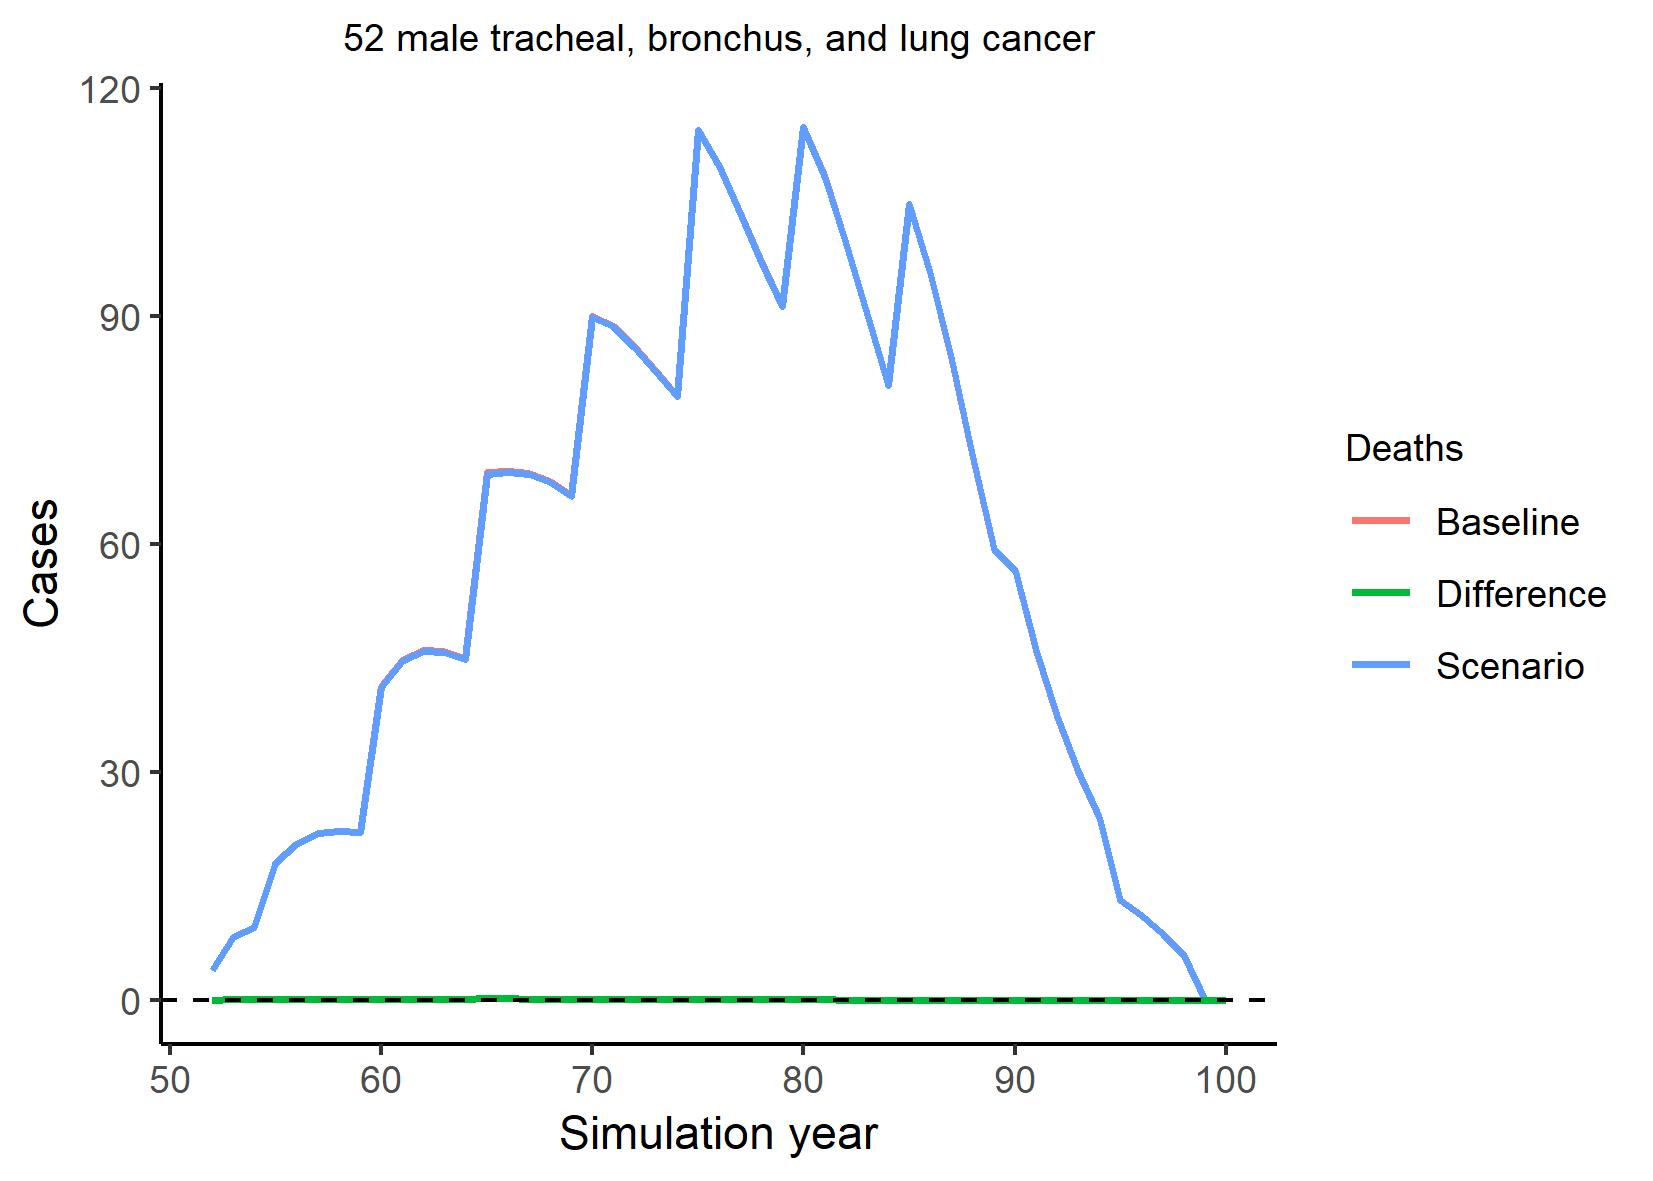 52 male tracheal, bronchus, and lung cancer
120
90
60
30
0
Cases
50 60 70 80 90 100
Simulation year
Deaths
Baseline
Difference
Scenario